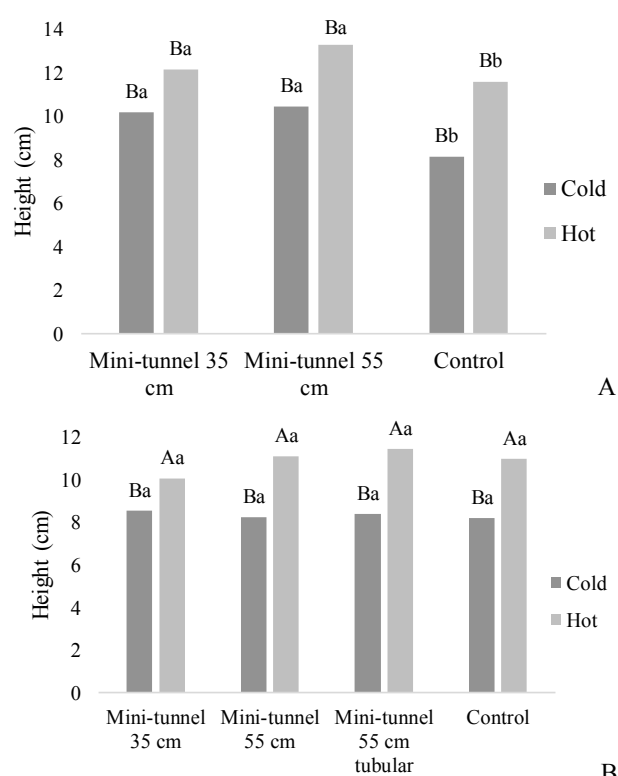 14
12
10
8
6
4
2
0
Height (cm)
Ba
Ba
Ba
Ba
Bb
Bb
Cold
Hot
Mini-tunnel 35
cm
Mini-tunnel 55
cm
Control
A
12
10
8
6
4
2
0
Height (cm)
Ba
Aa
Ba
Aa
Ba
Aa
Ba
Aa
Cold
Hot
Mini-tunnel
35 cm
Mini-tunnel
55 cm
Mini-tunnel
55 cm
tubular
Control
B